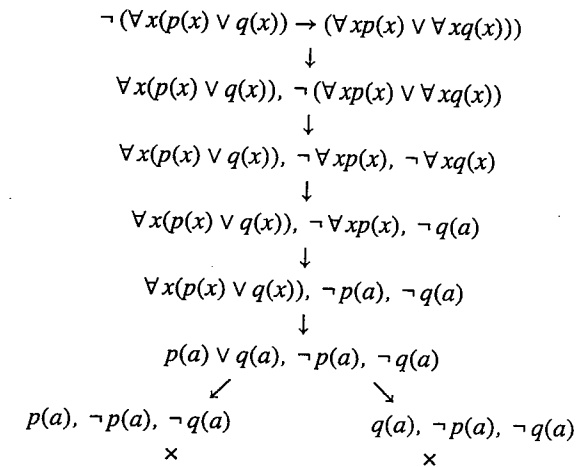 ¬(∀x(p(x) ∨ q(x)) → (∀xp(x) ∨ ∀xq(x)))
↓
∀x(p(x) ∨ q(x)), ¬(∀xp(x) ∨ ∀xq(x))
↓
∀x(p(x) ∨ q(x)), ¬∀xp(x), ¬∀xq(x)
↓
∀x(p(x) ∨ q(x)), ¬∀xp(x), ¬q(a)
↓
∀x(p(x) ∨ q(x)), ¬p(a), ¬q(a)
↓
p(a) ∨ q(a), ¬p(a), ¬q(a)
↙ ↘
p(a), ¬p(a), ¬q(a) q(a), ¬p(a), ¬q(a)
× ×